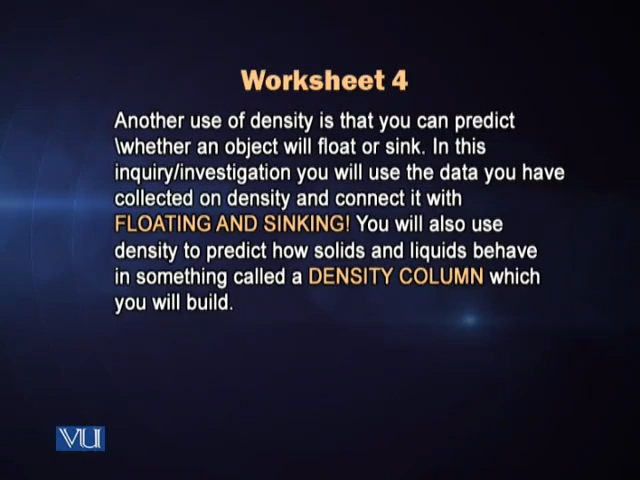 Worksheet 4
Another use of density is that you can predict
\whether an object will float or sink. In this
inquiry/investigation you will use the data you have
collected on density and connect it with
FLOATING AND SINKING! You will also use
density to predict how solids and liquids behave
in something called a DENSITY COLUMN which
you will build.
VU